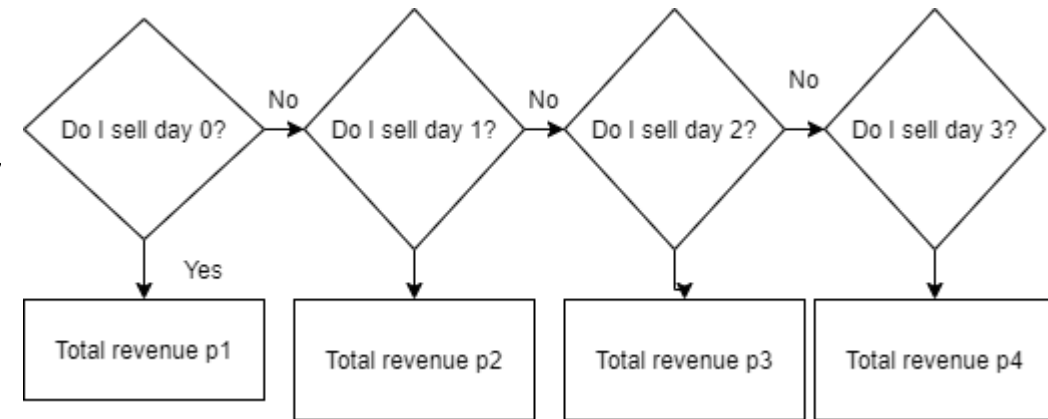 Do I sell day 0?
No
Do I sell day 1?
No
Do I sell day 2?
No
Do I sell day 3?
Yes
Total revenue p1
Total revenue p2
Total revenue p3
Total revenue p4